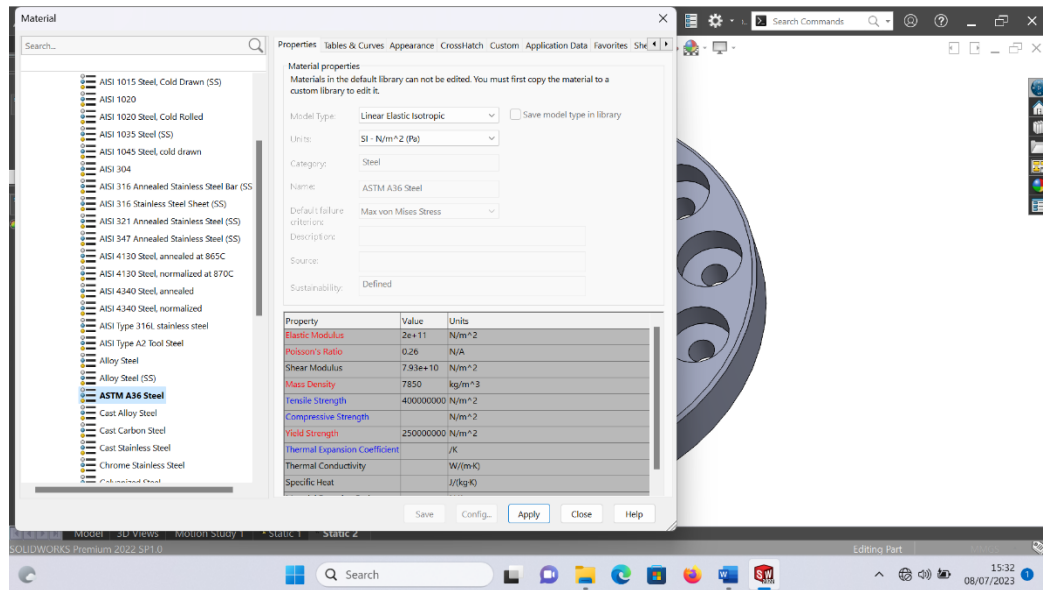 Material
Search Commands
Search...
Properties Tables & Curves Appearance CrossHatch Custom Application Data Favorites She
Material properties
Materials in the default library can not be edited. You must first copy the material to a
custom library to edit it.
Model Type: Linear Elastic Isotropic Save model type in library
Units: SI - N/m^2 (Pa)
Category: Steel
Name: ASTM A36 Steel
Default failure
criterion: Max von Mises Stress
Description:
Source:
Sustainability: Defined
AISI 1015 Steel, Cold Drawn (SS)
AISI 1020
AISI 1020 Steel, Cold Rolled
AISI 1035 Steel (SS)
AISI 1045 Steel, cold drawn
AISI 304
AISI 316 Annealed Stainless Steel Bar (SS
AISI 316 Stainless Steel Sheet (SS)
AISI 321 Annealed Stainless Steel (SS)
AISI 347 Annealed Stainless Steel (SS)
AISI 4130 Steel, annealed at 865C
AISI 4130 Steel, normalized at 870C
AISI 4340 Steel, annealed
AISI 4340 Steel, normalized
AISI Type 316L stainless steel
AISI Type A2 Tool Steel
Alloy Steel
Alloy Steel (SS)
ASTM A36 Steel
Cast Alloy Steel
Cast Carbon Steel
Cast Stainless Steel
Chrome Stainless Steel
Galvanized Steel
Property Value Units
Elastic Modulus 2e+11 N/m^2
Poisson's Ratio 0.26 N/A
Shear Modulus 7.93e+10 N/m^2
Mass Density 7850 kg/m^3
Tensile Strength 400000000 N/m^2
Compressive Strength N/m^2
Yield Strength 250000000 N/m^2
Thermal Expansion Coefficient /K
Thermal Conductivity W/(m·K)
Specific Heat J/(kg·K)
Save Config... Apply Close Help
Model 3D Views Motion Study 1 Static 1 Static 2
SOLIDWORKS Premium 2022 SP1.0 Editing Part
Search
15:32
08/07/2023